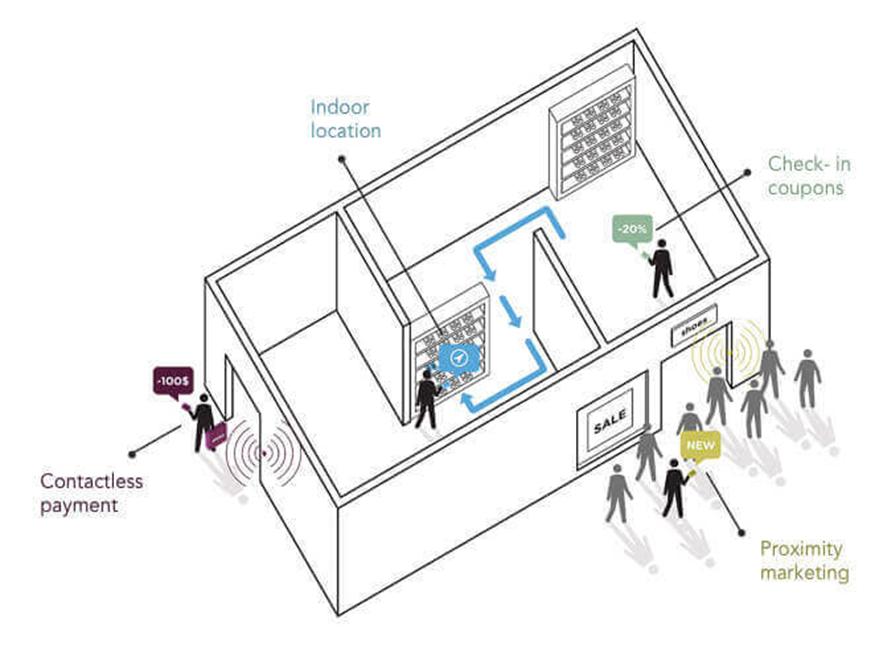 Indoor
location
Check- in
coupons
-20%
shoes
-100$
SALE
NEW
Contactless
payment
Proximity
marketing